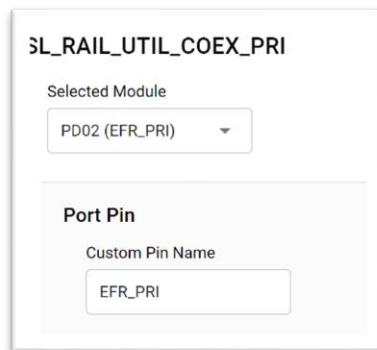 SL_RAIL_UTIL_COEX_PRI
Selected Module
PD02 (EFR_PRI)
Port Pin
Custom Pin Name
EFR_PRI